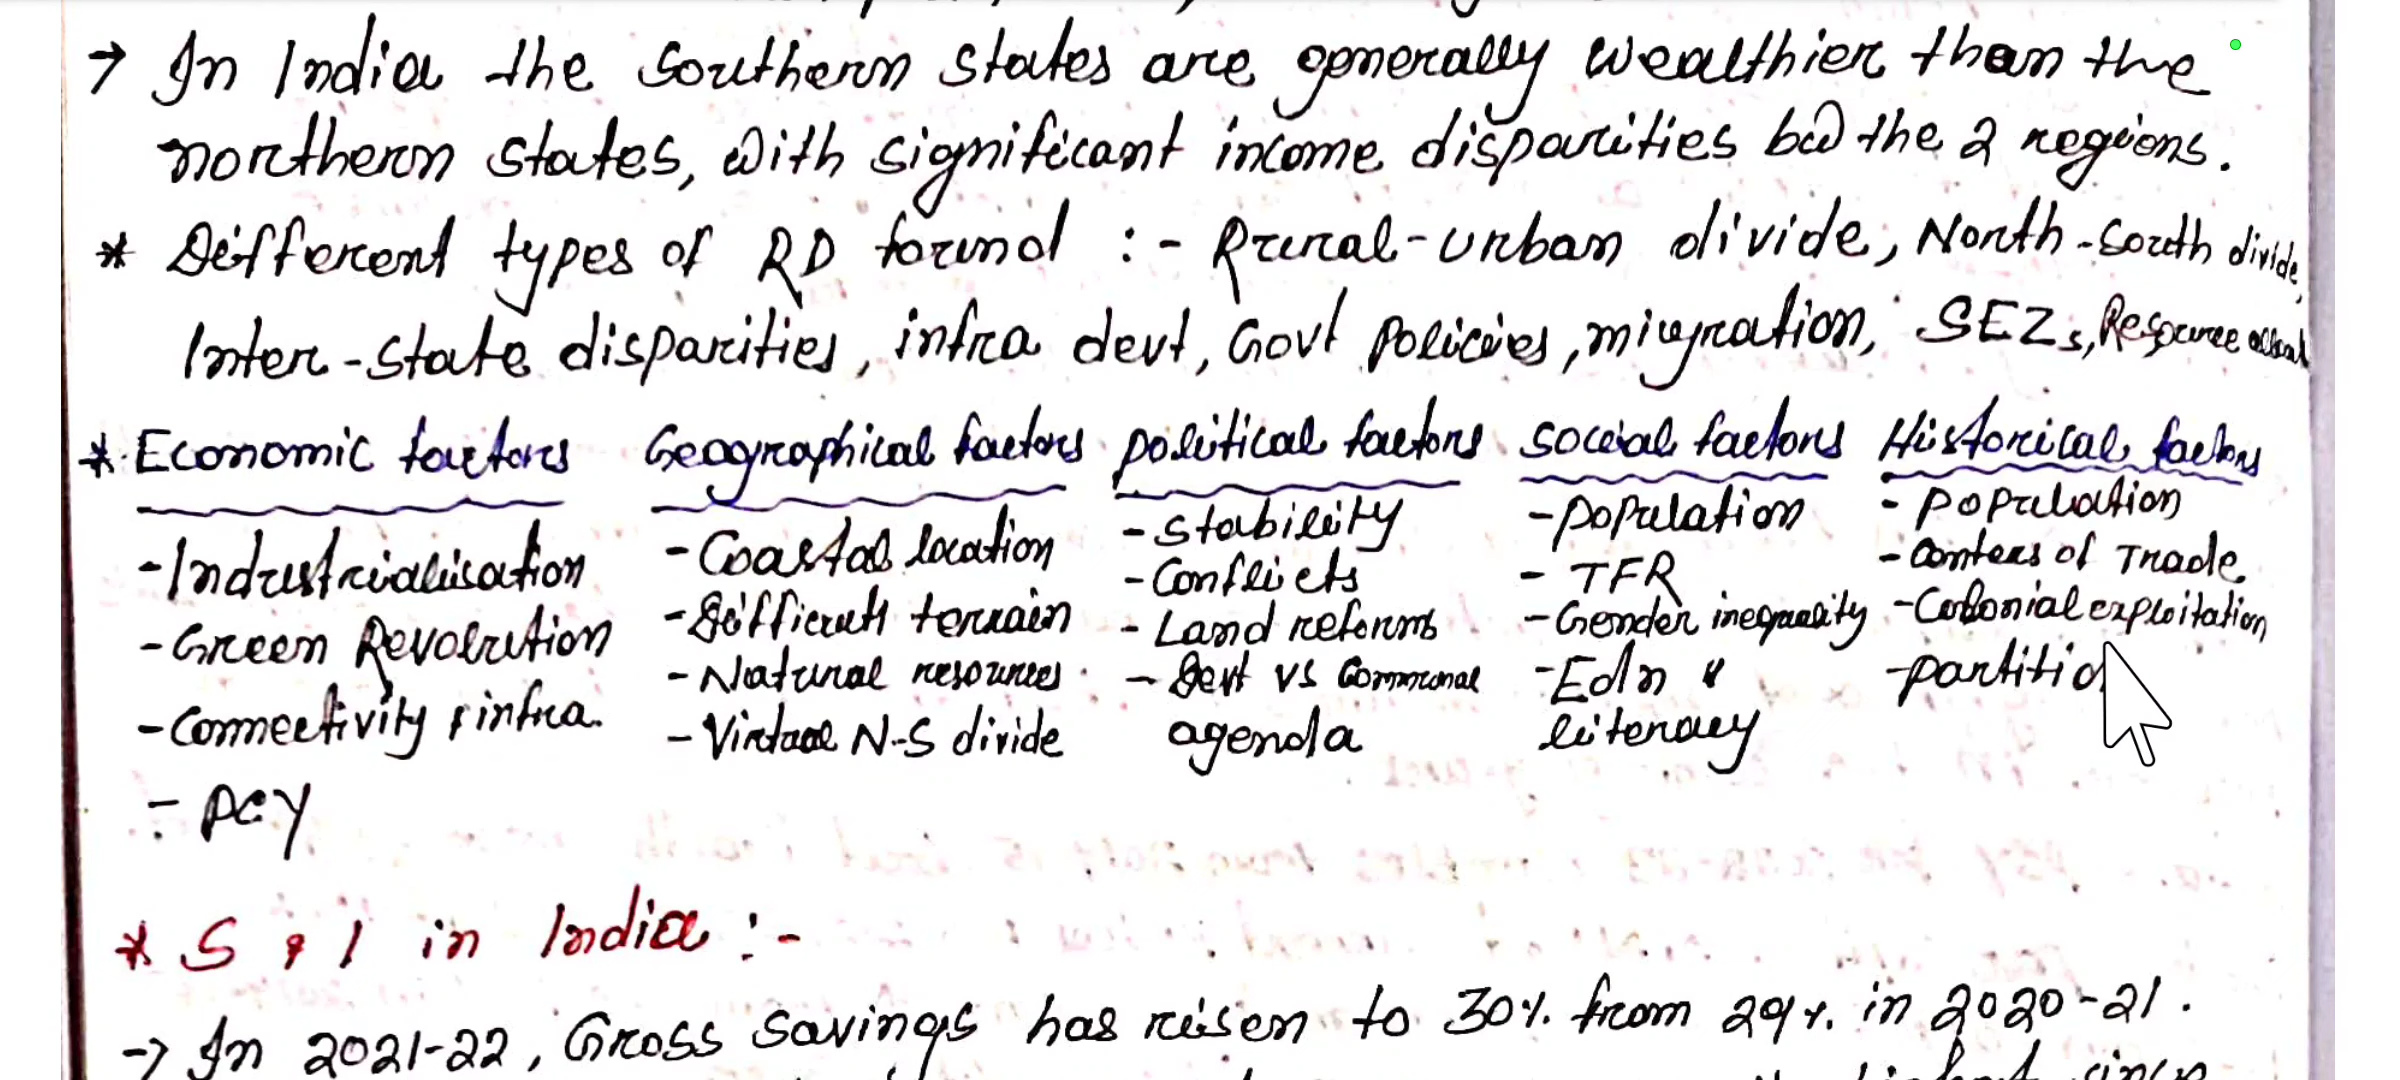 → In India the southern states are generally wealthier than the
northern states, with significant income disparities b/w the 2 regions.
* Different types of RD found :- Rural-urban divide, North-South divide,
Inter-state disparities, infra devt, Govt policies, migration, SEZs, Resource
* Economic factors Geographical factors political factors social factors Historical factors
- Industrialisation
- Green Revolution
- Connectivity & infra.
- PCY
- Coastal location
- Difficult terrain
- Natural resources
- Virtual N-S divide
- Stability
- Conflicts
- Land reforms
- Devt vs Communal
agenda
- population
- TFR
- Gender inequality
- Edn &
literacy
- population
- Centers of Trade
- Colonial exploitation
- partitio
* S & I in India :-
→ In 2021-22, Gross savings has risen to 30% from 29% in 2020-21.